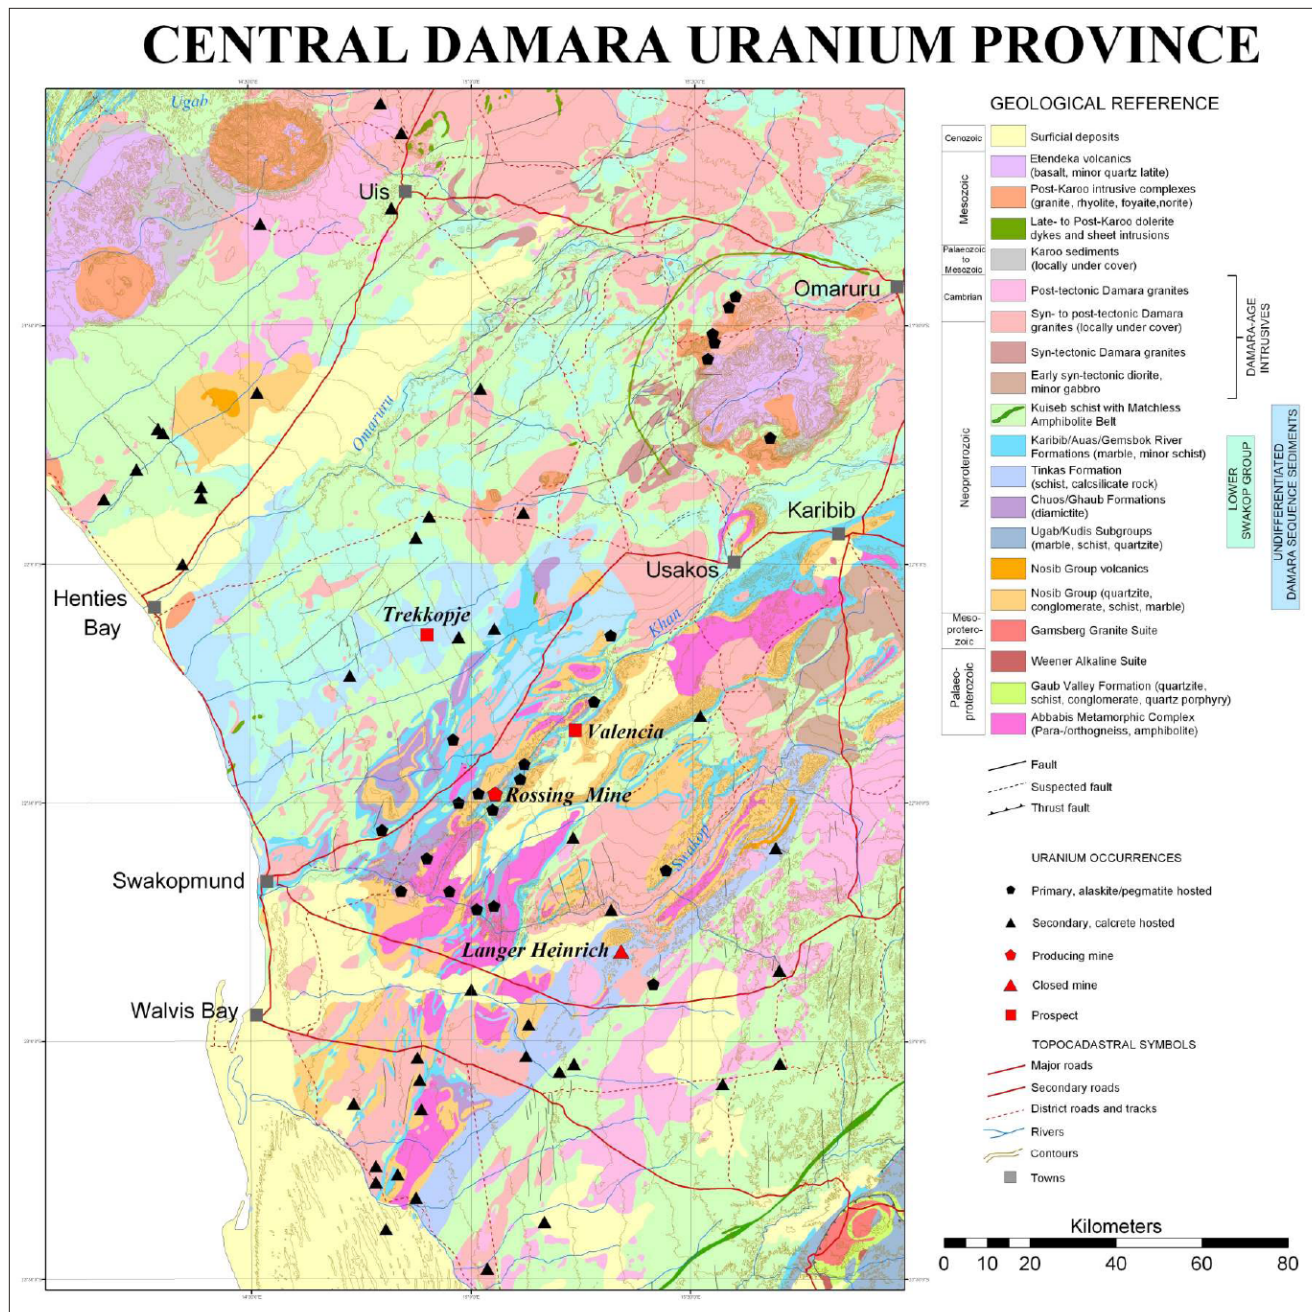 CENTRAL DAMARA URANIUM PROVINCE
Ugab
Uis
Omaruru
Omaruru
Karibib
Usakos
Henties
Bay
Trekkopje
Khan
Valencia
Rossing Mine
Swakop
Swakopmund
Langer Heinrich
Walvis Bay
GEOLOGICAL REFERENCE
Cenozoic
Surficial deposits
Mesozoic
Etendeka volcanics
(basalt, minor quartz latite)
Post-Karoo intrusive complexes
(granite, rhyolite, foyaite,norite)
Late- to Post-Karoo dolerite
dykes and sheet intrusions
Palaeozoic
to
Mesozoic
Karoo sediments
(locally under cover)
Cambrian
Post-tectonic Damara granites
Syn- to post-tectonic Damara
granites (locally under cover)
Syn-tectonic Damara granites
Early syn-tectonic diorite,
minor gabbro
DAMARA-AGE
INTRUSIVES
Neoproterozoic
Kuiseb schist with Matchless
Amphibolite Belt
Karibib/Auas/Gemsbok River
Formations (marble, minor schist)
Tinkas Formation
(schist, calcsilicate rock)
Chuos/Ghaub Formations
(diamictite)
Ugab/Kudis Subgroups
(marble, schist, quartzite)
Nosib Group volcanics
Nosib Group (quartzite,
conglomerate, schist, marble)
LOWER
SWAKOP GROUP
UNDIFFERENTIATED
DAMARA SEQUENCE SEDIMENTS
Meso-
protero-
zoic
Gamsberg Granite Suite
Palaeo-
proterozoic
Weener Alkaline Suite
Gaub Valley Formation (quartzite,
schist, conglomerate, quartz porphyry)
Abbabis Metamorphic Complex
(Para-/orthogneiss, amphibolite)
Fault
Suspected fault
Thrust fault
URANIUM OCCURRENCES
Primary, alaskite/pegmatite hosted
Secondary, calcrete hosted
Producing mine
Closed mine
Prospect
TOPOCADASTRAL SYMBOLS
Major roads
Secondary roads
District roads and tracks
Rivers
Contours
Towns
Kilometers
0 10 20 40 60 80